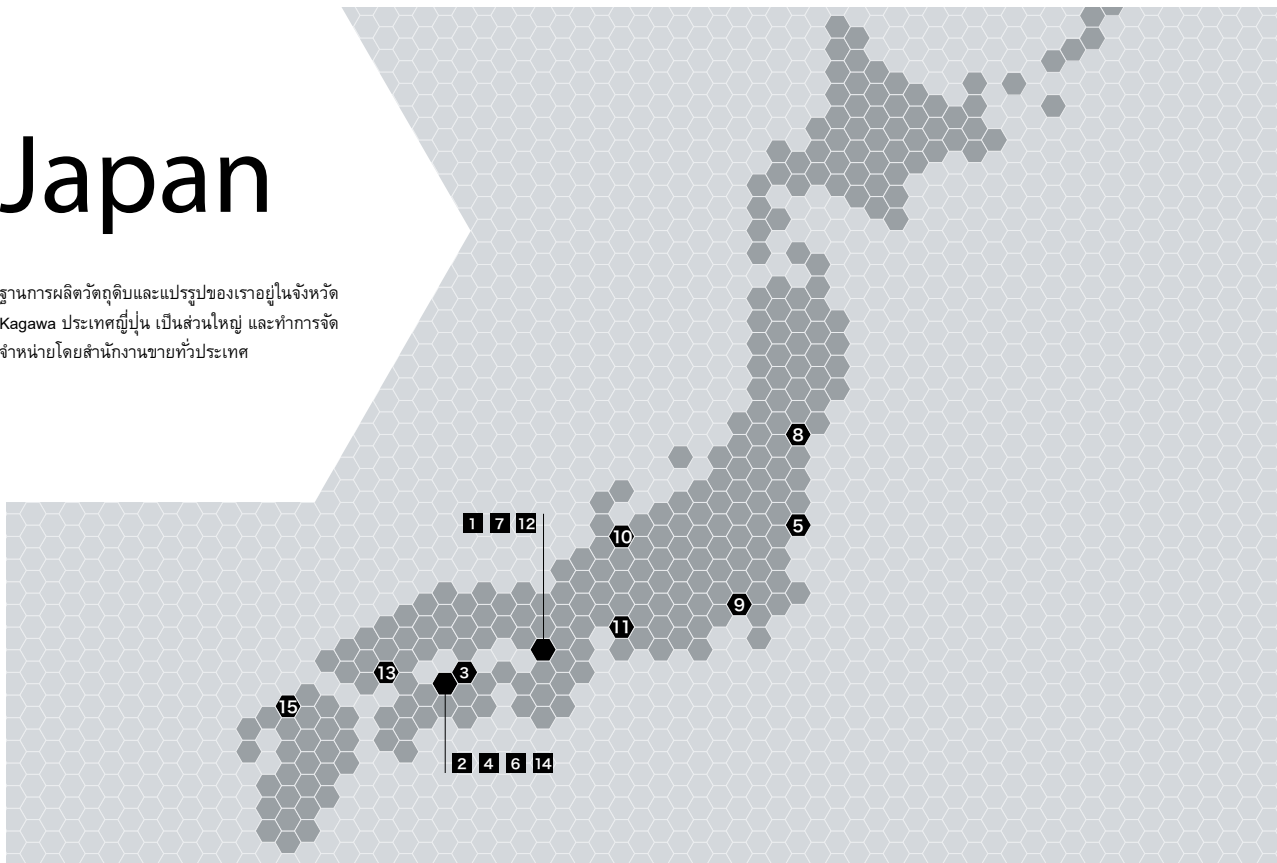 Japan
ฐานการผลิตวัตถุดิบและแปรรูปของเราอยู่ในจังหวัด
Kagawa ประเทศญี่ปุ่น เป็นส่วนใหญ่ และทำการจัด
จำหน่ายโดยสำนักงานขายทั่วประเทศ
8
1 7 12
10
5
9
11
13
3
15
2 4 6 14